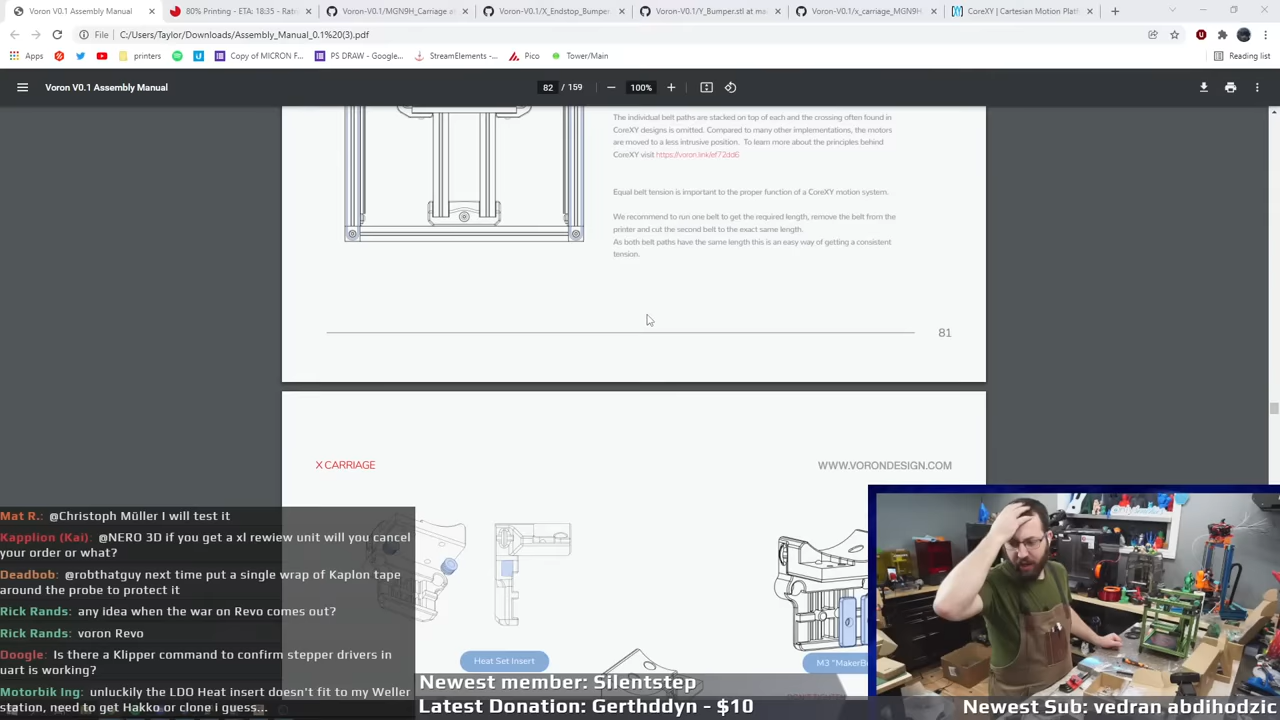 Voron V0.1 Assembly Manual
80% Printing - ETA: 18:35 - Rate
Voron-V0.1/MGN9H_Carriage.at
Voron-V0.1/X_Endstop_Bumper
Voron-V0.1/Y_Bumper.stl at ma
Voron-V0.1/x_carriage_MGN9H
CoreXY | Cartesian Motion Platf
File C:/Users/Taylor/Downloads/Assembly_Manual_0.1%20(3).pdf
Apps
printers
Copy of MICRON F...
PS DRAW - Google...
StreamElements -...
Pico
Tower/Main
Reading list
Voron V0.1 Assembly Manual
82 / 159
100%
The individual belt paths are stacked on top of each and the crossing often found in
CoreXY designs is omitted. Compared to many other implementations, the motors
are moved to a less intrusive position. To learn more about the principles behind
CoreXY visit https://voron.link/ef72dd6
Equal belt tension is important to the proper function of a CoreXY motion system.
We recommend to run one belt to get the required length, remove the belt from the
printer and cut the second belt to the exact same length.
As both belt paths have the same length this is an easy way of getting a consistent
tension.
81
X CARRIAGE
WWW.VORONDESIGN.COM
Heat Set Insert
M3 "MakerBe
Mat R.: @Christoph Müller I will test it
Kapplion (Kai): @NERO 3D if you get a xl rewiew unit will you cancel
your order or what?
Deadbob: @robthatguy next time put a single wrap of Kaplon tape
around the probe to protect it
Rick Rands: any idea when the war on Revo comes out?
Rick Rands: voron Revo
Doogle: Is there a Klipper command to confirm stepper drivers in
uart is working?
Motorbik Ing: unluckily the LDO Heat insert doesn't fit to my Weller
station, need to get Hakko or clone i guess...
Newest member: Silentstep
Latest Donation: Gerthddyn - $10
Newest Sub: vedran abdihodzic